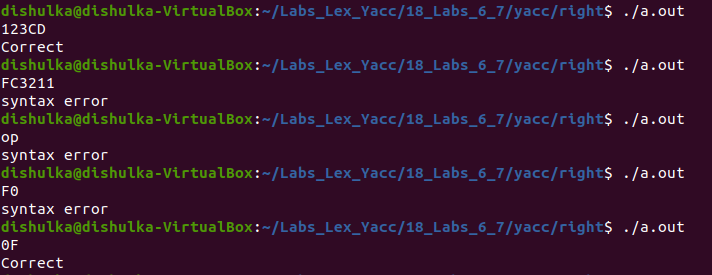 dishulka@dishulka-VirtualBox:~/Labs_Lex_Yacc/18_Labs_6_7/yacc/right$ ./a.out
123CD
Correct
dishulka@dishulka-VirtualBox:~/Labs_Lex_Yacc/18_Labs_6_7/yacc/right$ ./a.out
FC3211
syntax error
dishulka@dishulka-VirtualBox:~/Labs_Lex_Yacc/18_Labs_6_7/yacc/right$ ./a.out
op
syntax error
dishulka@dishulka-VirtualBox:~/Labs_Lex_Yacc/18_Labs_6_7/yacc/right$ ./a.out
F0
syntax error
dishulka@dishulka-VirtualBox:~/Labs_Lex_Yacc/18_Labs_6_7/yacc/right$ ./a.out
0F
Correct